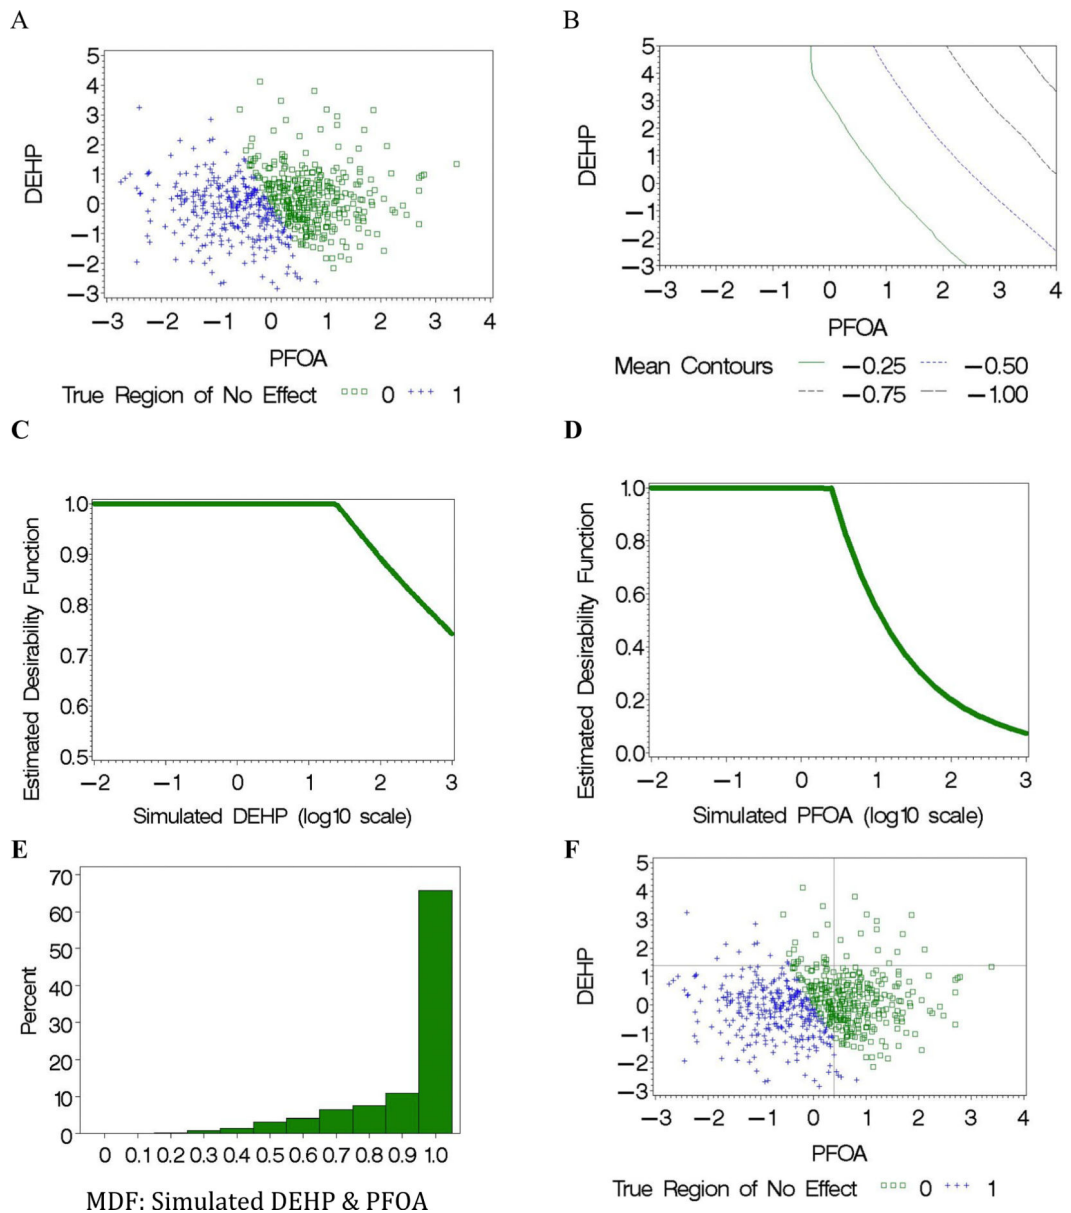 A
DEHP
5
4
3
2
1
0
−1
−2
−3
−3 −2 −1 0 1 2 3 4
PFOA
True Region of No Effect 0 1
B
DEHP
5
4
3
2
1
0
−1
−2
−3
−3 −2 −1 0 1 2 3 4
PFOA
Mean Contours −0.25 −0.50
−0.75 −1.00
C
Estimated Desirability Function
1.0
0.9
0.8
0.7
0.6
0.5
−2 −1 0 1 2 3
Simulated DEHP (log10 scale)
D
Estimated Desirability Function
1.0
0.8
0.6
0.4
0.2
0.0
−2 −1 0 1 2 3
Simulated PFOA (log10 scale)
E
Percent
70
60
50
40
30
20
10
0
0 0.1 0.2 0.3 0.4 0.5 0.6 0.7 0.8 0.9 1.0
MDF: Simulated DEHP & PFOA
F
DEHP
5
4
3
2
1
0
−1
−2
−3
−3 −2 −1 0 1 2 3 4
PFOA
True Region of No Effect 0 1